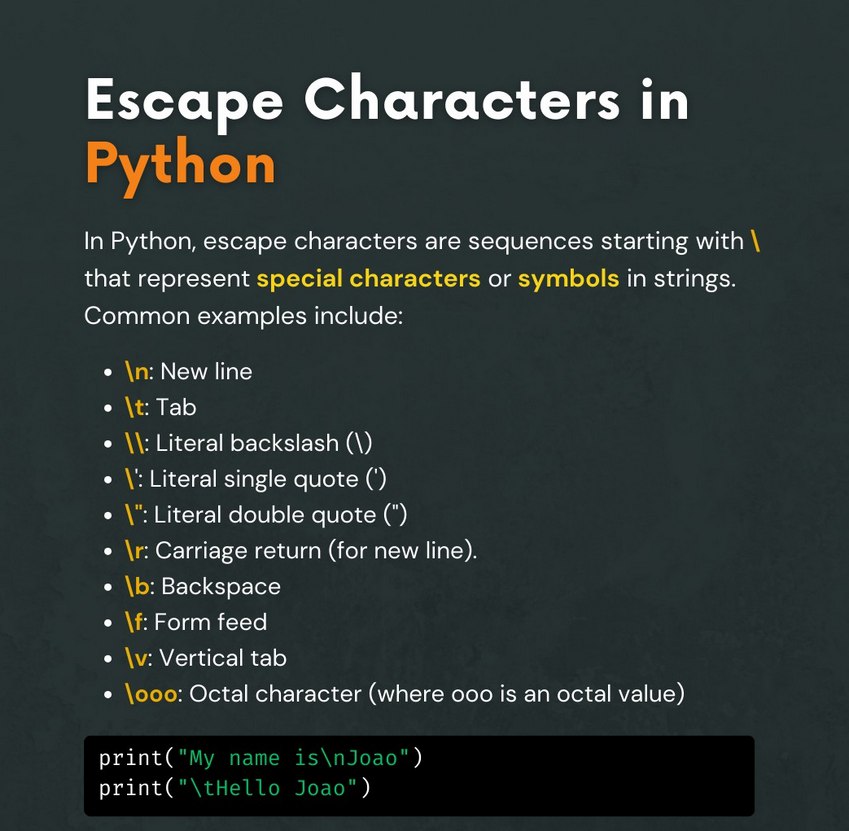 Escape Characters in
Python
In Python, escape characters are sequences starting with \
that represent special characters or symbols in strings.
Common examples include:
• \n: New line
• \t: Tab
• \\: Literal backslash (\)
• \': Literal single quote (')
• \": Literal double quote (")
• \r: Carriage return (for new line).
• \b: Backspace
• \f: Form feed
• \v: Vertical tab
• \ooo: Octal character (where ooo is an octal value)
print("My name is\nJoao")
print("\tHello Joao")